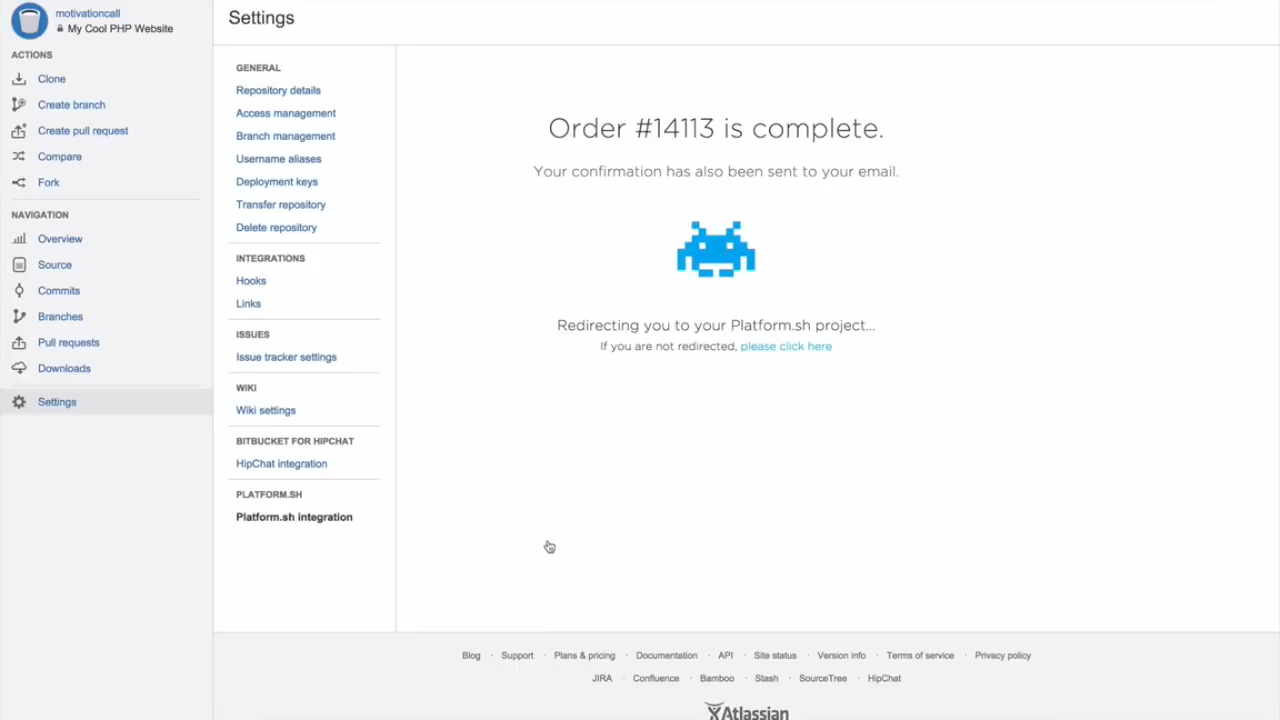 motivationcall
My Cool PHP Website
ACTIONS
Clone
Create branch
Create pull request
Compare
Fork
NAVIGATION
Overview
Source
Commits
Branches
Pull requests
Downloads
Settings
Settings
GENERAL
Repository details
Access management
Branch management
Username aliases
Deployment keys
Transfer repository
Delete repository
INTEGRATIONS
Hooks
Links
ISSUES
Issue tracker settings
WIKI
Wiki settings
BITBUCKET FOR HIPCHAT
HipChat integration
PLATFORM.SH
Platform.sh integration
Order #14113 is complete.
Your confirmation has also been sent to your email.
Redirecting you to your Platform.sh project...
If you are not redirected, please click here
Blog · Support · Plans & pricing · Documentation · API · Site status · Version info · Terms of service · Privacy policy
JIRA · Confluence · Bamboo · Stash · SourceTree · HipChat
Atlassian